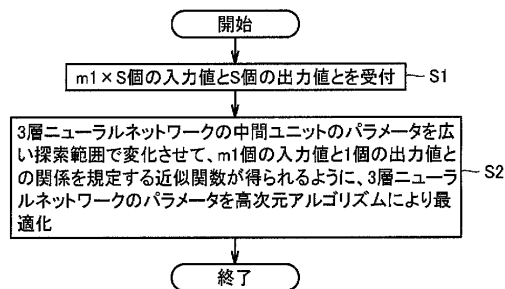 開始
m1×S個の入力値とS個の出力値とを受付
S1
3層ニューラルネットワークの中間ユニットのパラメータを広
い探索範囲で変化させて、m1個の入力値と1個の出力値と
の関係を規定する近似関数が得られるように、3層ニューラ
ルネットワークのパラメータを高次元アルゴリズムにより最
適化
S2
終了